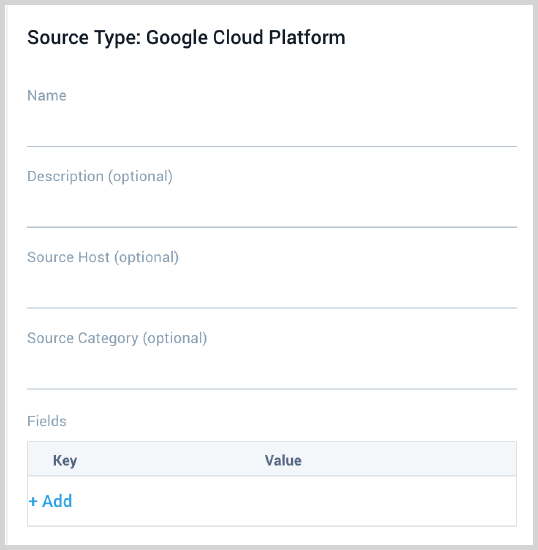 Source Type: Google Cloud Platform
Name
Description (optional)
Source Host (optional)
Source Category (optional)
Fields
Key Value
+ Add